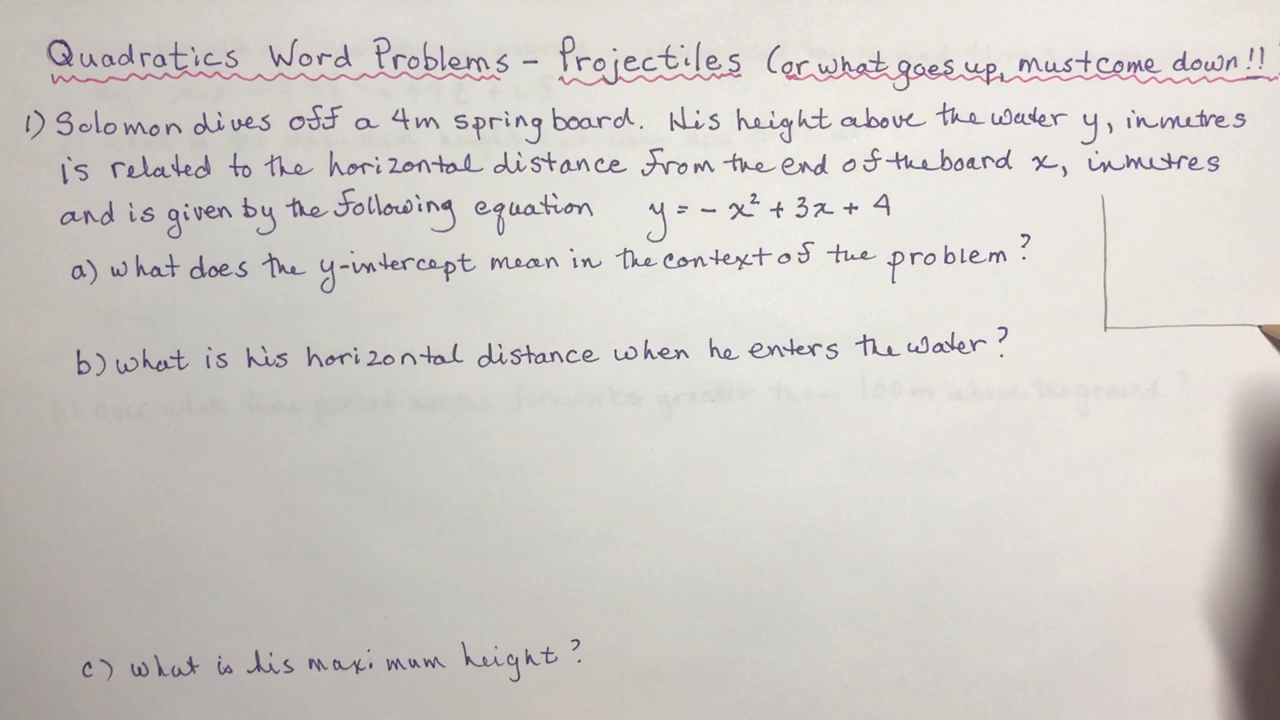 Quadratics Word Problems - Projectiles (or what goes up, must come down!!
1) Solomon dives off a 4m spring board. His height above the water y, in metres
is related to the horizontal distance from the end of the board x, in metres
and is given by the following equation y = - x² + 3x + 4
a) what does the y-intercept mean in the context of the problem?
b) what is his horizontal distance when he enters the water?
c) what is his maximum height?